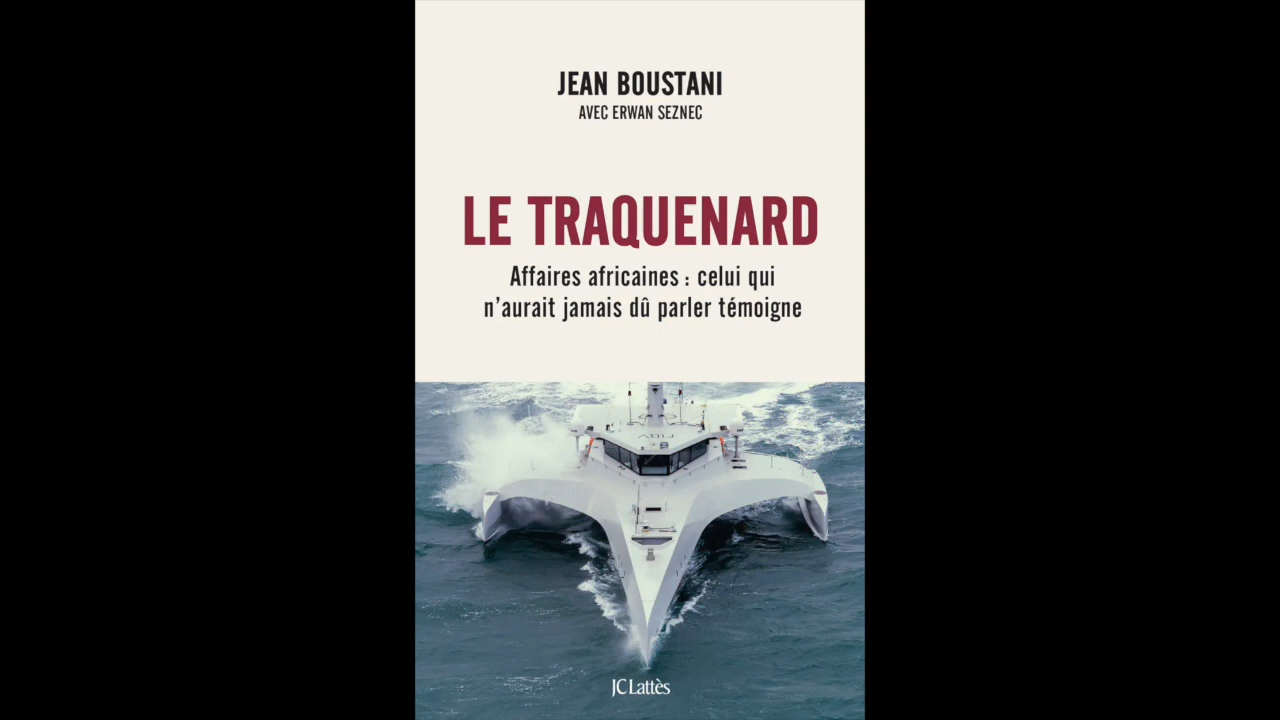 JEAN BOUSTANI
AVEC ERWAN SEZNEC
LE TRAQUENARD
Affaires africaines : celui qui
n’aurait jamais dû parler témoigne
JC Lattès